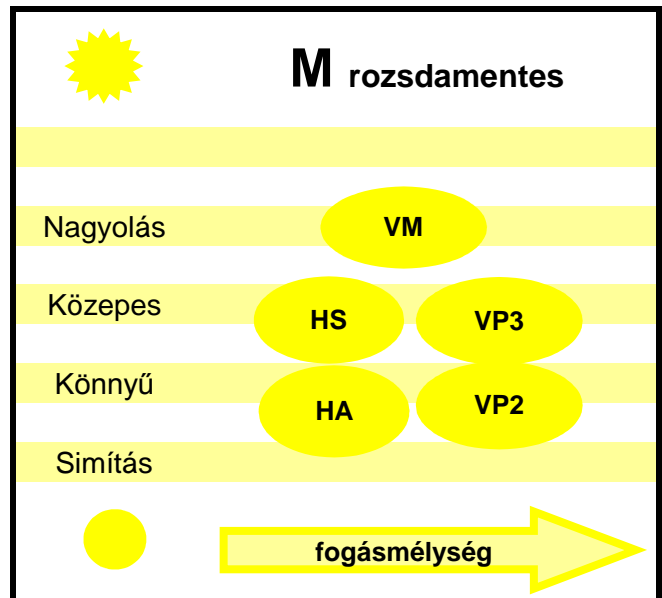 M rozsdamentes
Nagyolás
VM
Közepes
HS
VP3
Könnyű
HA
VP2
Simítás
fogásmélység